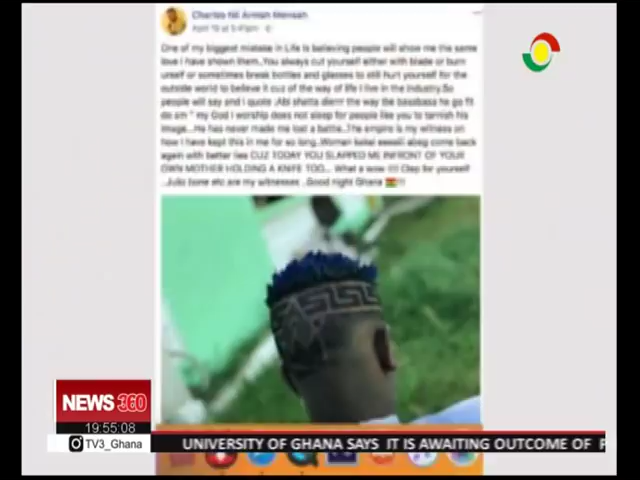 Charles Nii Armah Mensah
April 19 at 5:41pm
One of my biggest mistake in Life is believing people will show me the same
love I have shown them..You always cut yourself either with blade or burn
urself or sometimes break bottles and glasses to still hurt yourself for the
outside world to believe it cuz of the way of life I live in the Industry.So
people will say and I quote :Abi shatta dierrr the way be basabasa he go fit
do am " my God I worship does not sleep for people like you to tarnish his
image...He has never made me lost a battle..The empire is my witness on
how I have kept this in me for so long..Woman kekei eeeeiii abeg come back
again with better lies CUZ TODAY YOU SLAPPED ME INFRONT OF YOUR
OWN MOTHER HOLDING A KNIFE TOO... What a wow !!!! Clap for yourself
..Julio bone etc are my witnesses ..Good night Ghana 🇬🇭!!!
NEWS 360
19:55:08
TV3_Ghana
UNIVERSITY OF GHANA SAYS IT IS AWAITING OUTCOME OF